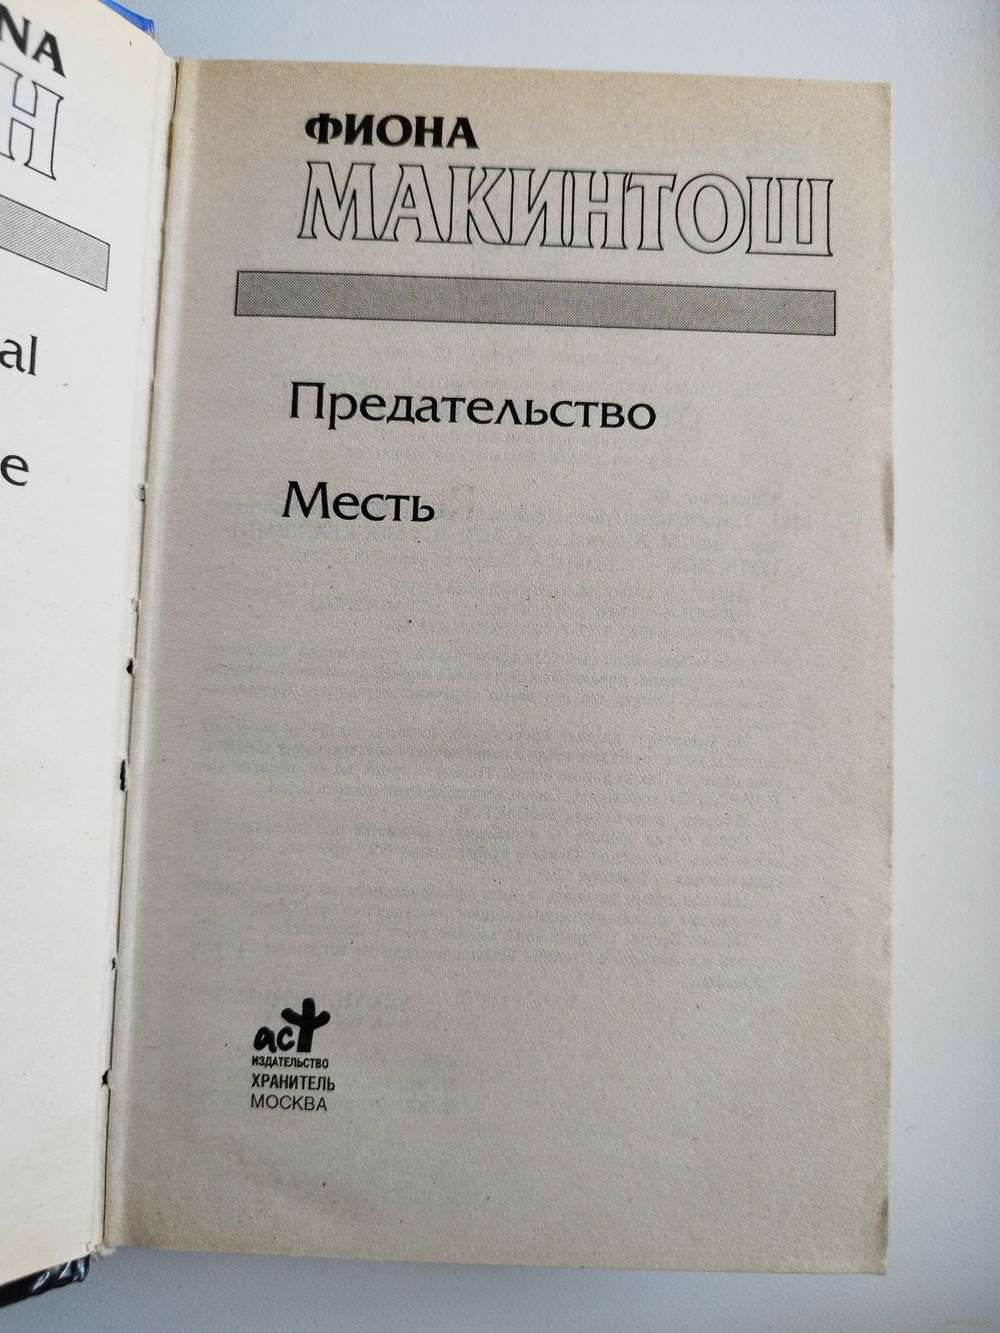 NA
H
al
e
ФИОНА
МАКИНТОШ
Предательство
Месть
аст
ИЗДАТЕЛЬСТВО
ХРАНИТЕЛЬ
МОСКВА